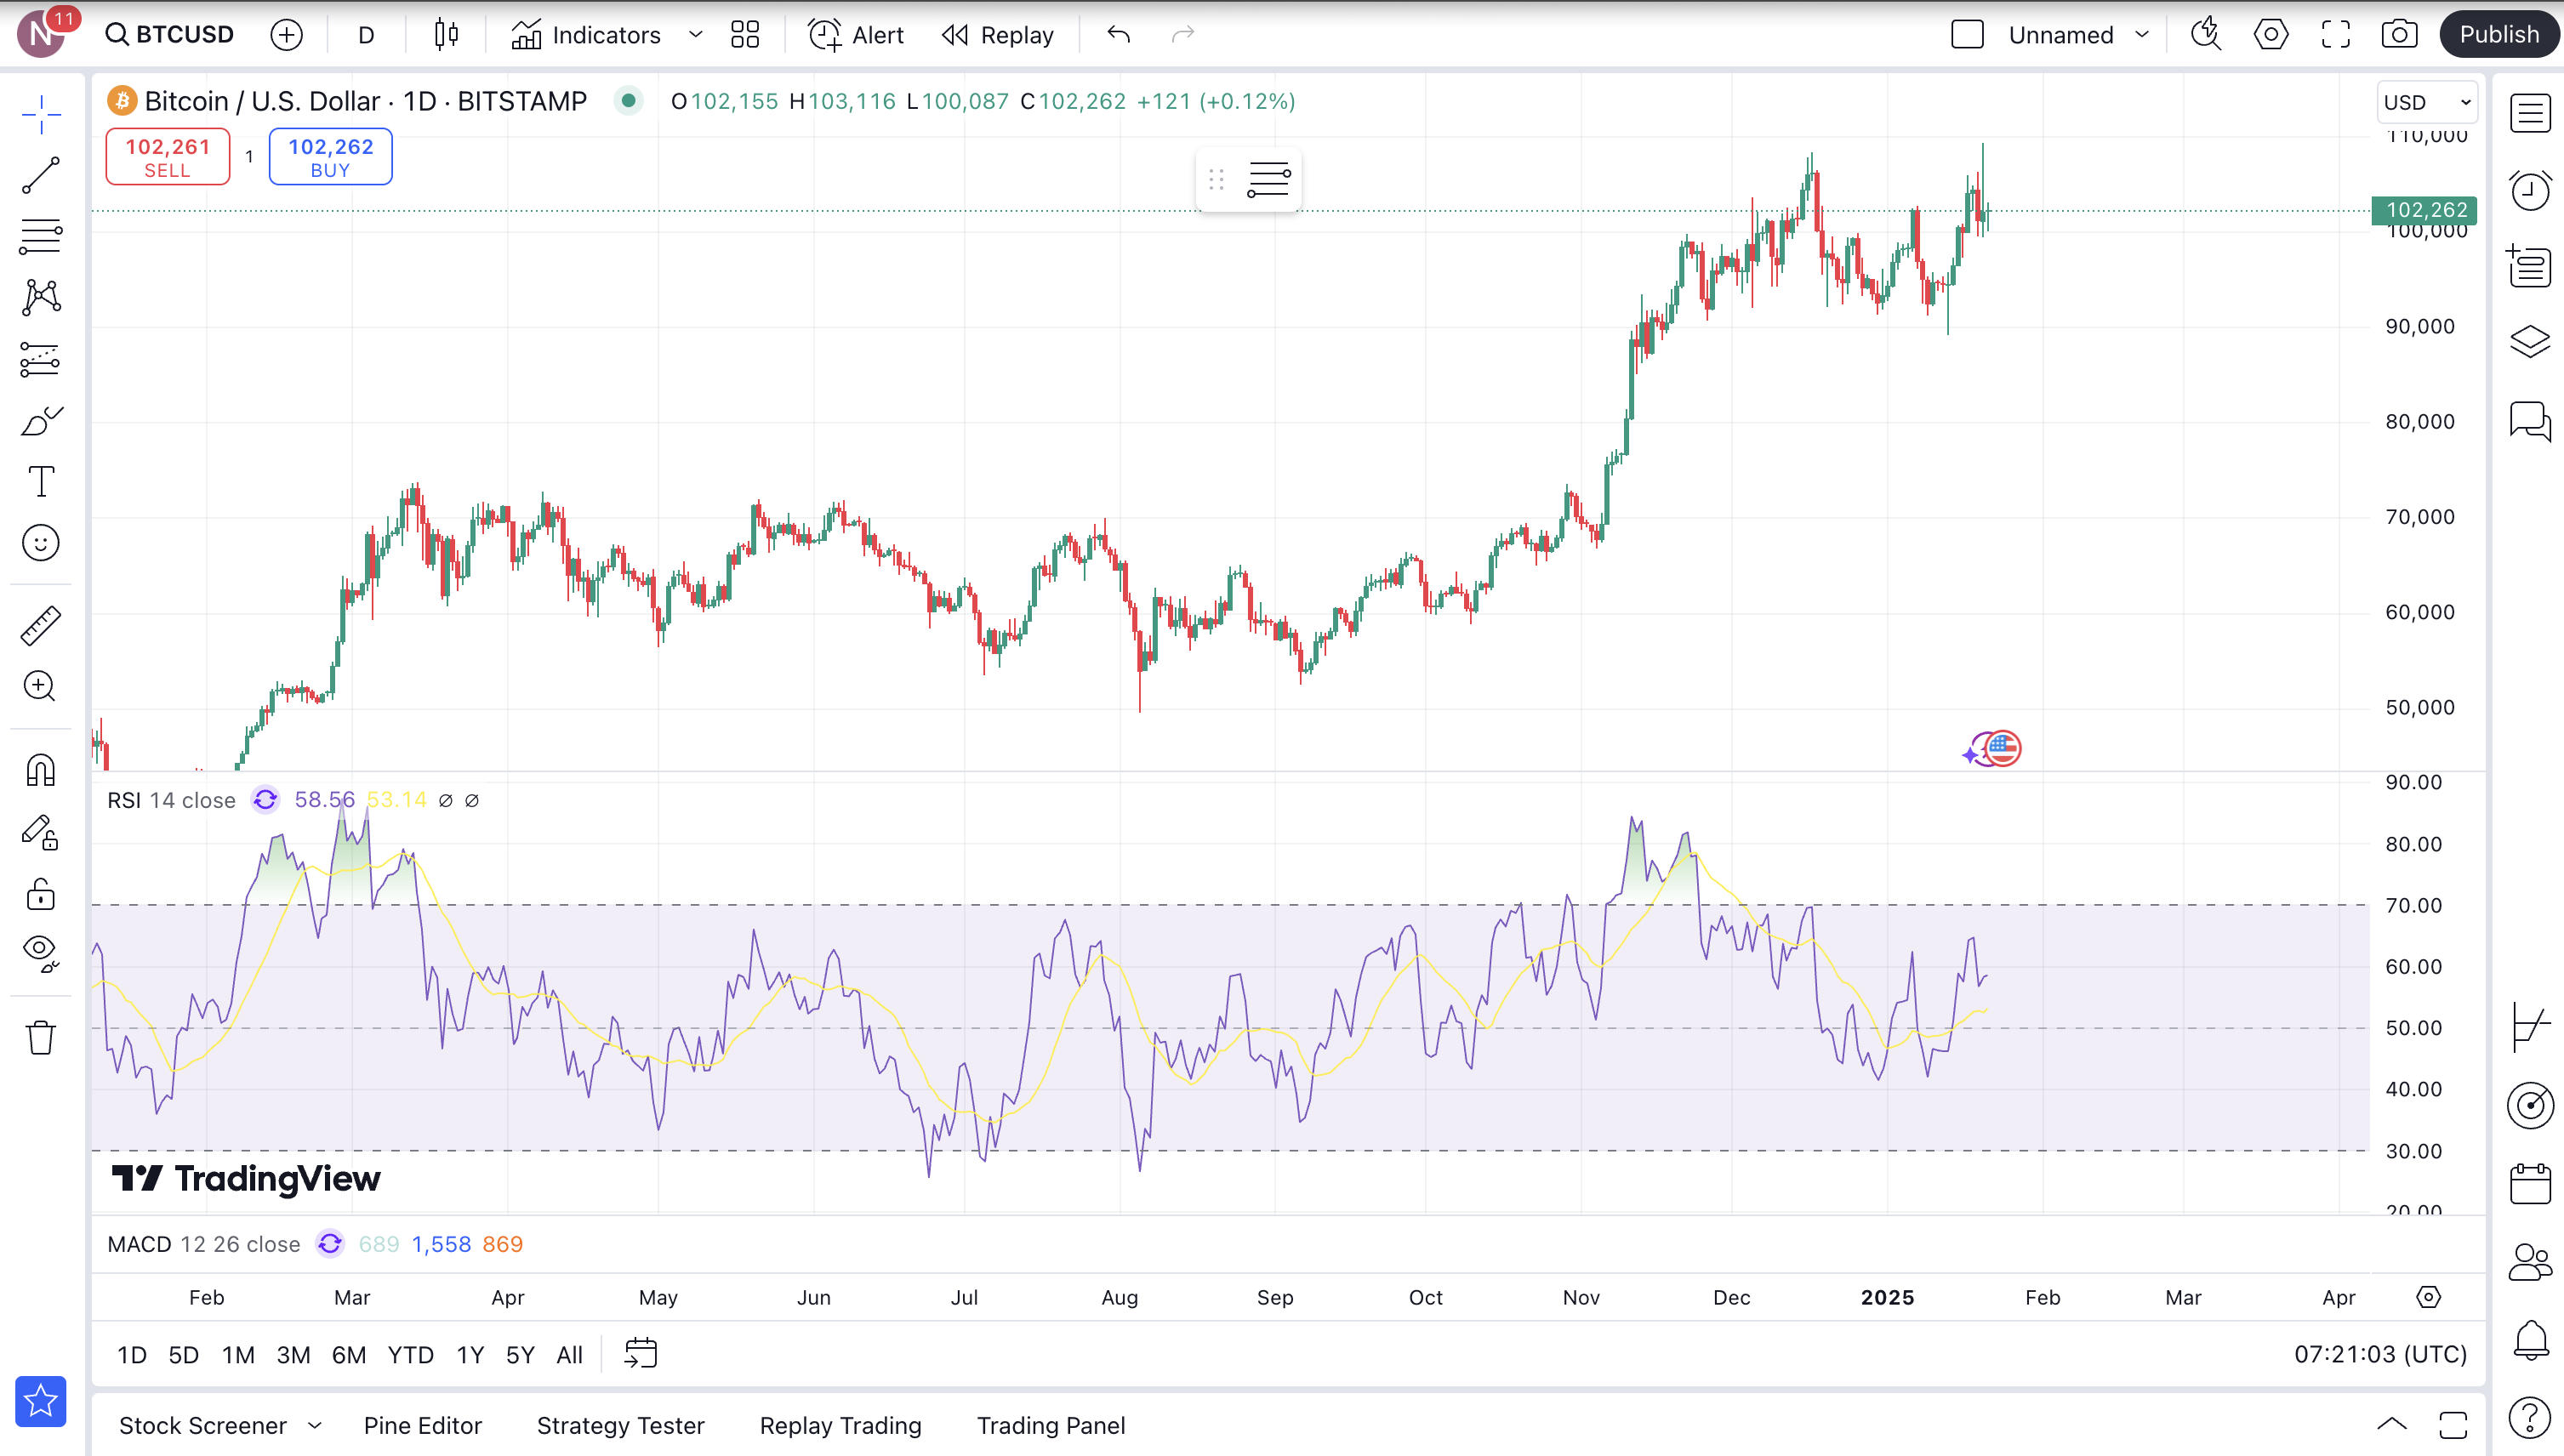 N 11 BTCUSD D Indicators Alert Replay Unnamed Publish
Bitcoin / U.S. Dollar · 1D · BITSTAMP O102,155 H103,116 L100,087 C102,262 +121 (+0.12%)
USD
102,261
SELL
1
102,262
BUY
110,000
102,262
100,000
90,000
80,000
70,000
60,000
50,000
RSI 14 close 58.56 53.14 ∅ ∅
90.00
80.00
70.00
60.00
50.00
40.00
30.00
20.00
TradingView
MACD 12 26 close 689 1,558 869
Feb Mar Apr May Jun Jul Aug Sep Oct Nov Dec 2025 Feb Mar Apr
1D 5D 1M 3M 6M YTD 1Y 5Y All
07:21:03 (UTC)
Stock Screener Pine Editor Strategy Tester Replay Trading Trading Panel